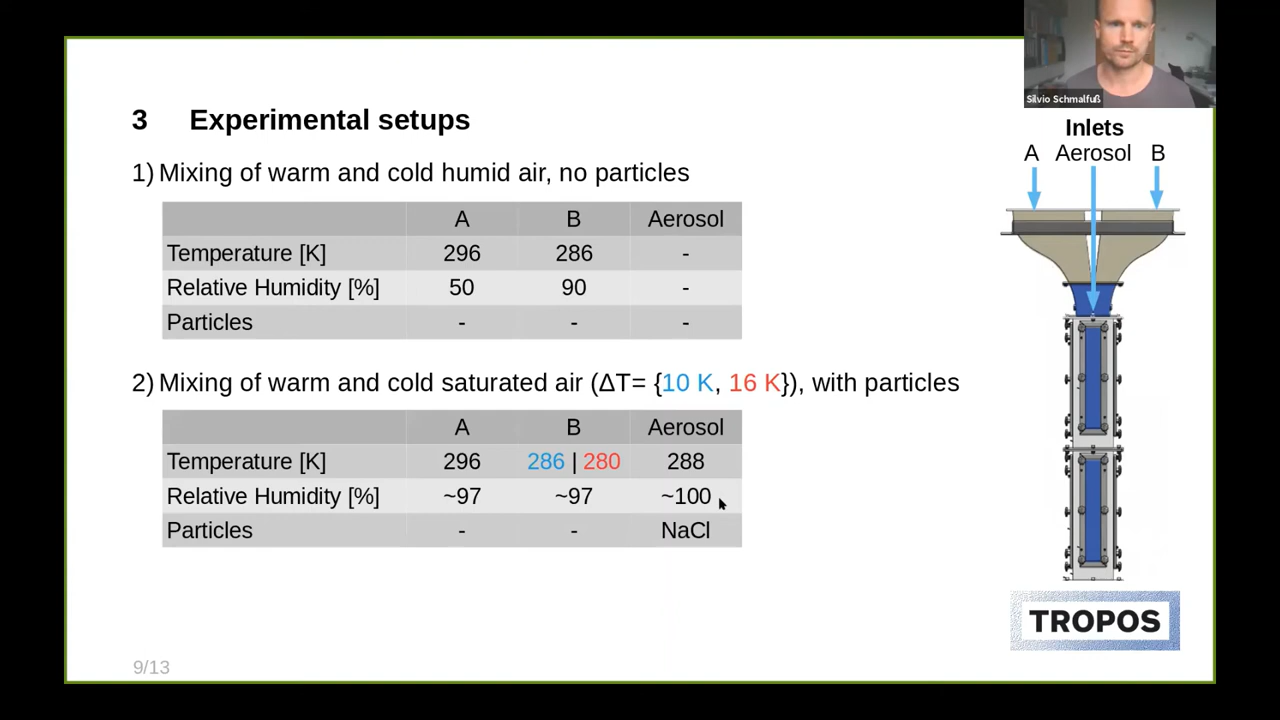 Silvio Schmalfuß
3 Experimental setups
Inlets
A Aerosol B
1) Mixing of warm and cold humid air, no particles
A B Aerosol
Temperature [K] 296 286 -
Relative Humidity [%] 50 90 -
Particles - - -
2) Mixing of warm and cold saturated air (ΔT= {10 K, 16 K}), with particles
A B Aerosol
Temperature [K] 296 286 | 280 288
Relative Humidity [%] ~97 ~97 ~100
Particles - - NaCl
TROPOS
9/13